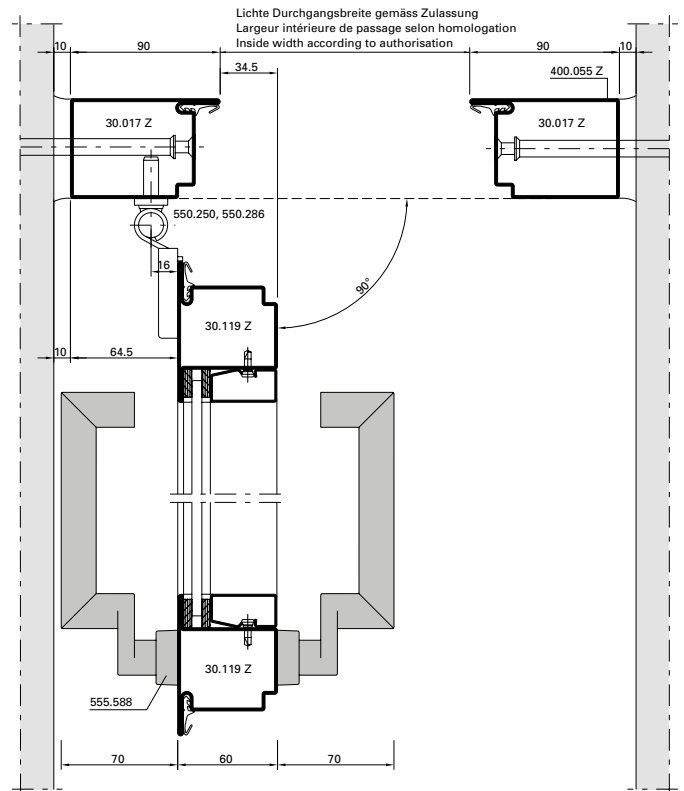 Lichte Durchgangsbreite gemäss Zulassung
Largeur intérieure de passage selon homologation
Inside width according to authorisation
10
90
34.5
90
10
400.055 Z
30.017 Z
30.017 Z
550.250, 550.286
16
90°
30.119 Z
10
64.5
30.119 Z
555.588
70
60
70